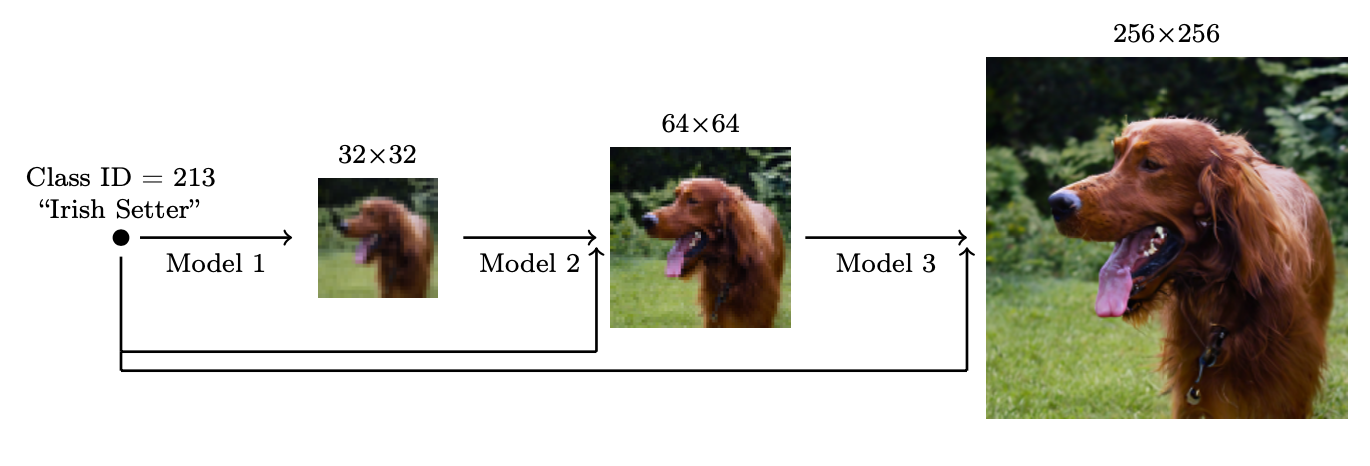 Class ID = 213
“Irish Setter”
Model 1
32×32
Model 2
64×64
Model 3
256×256